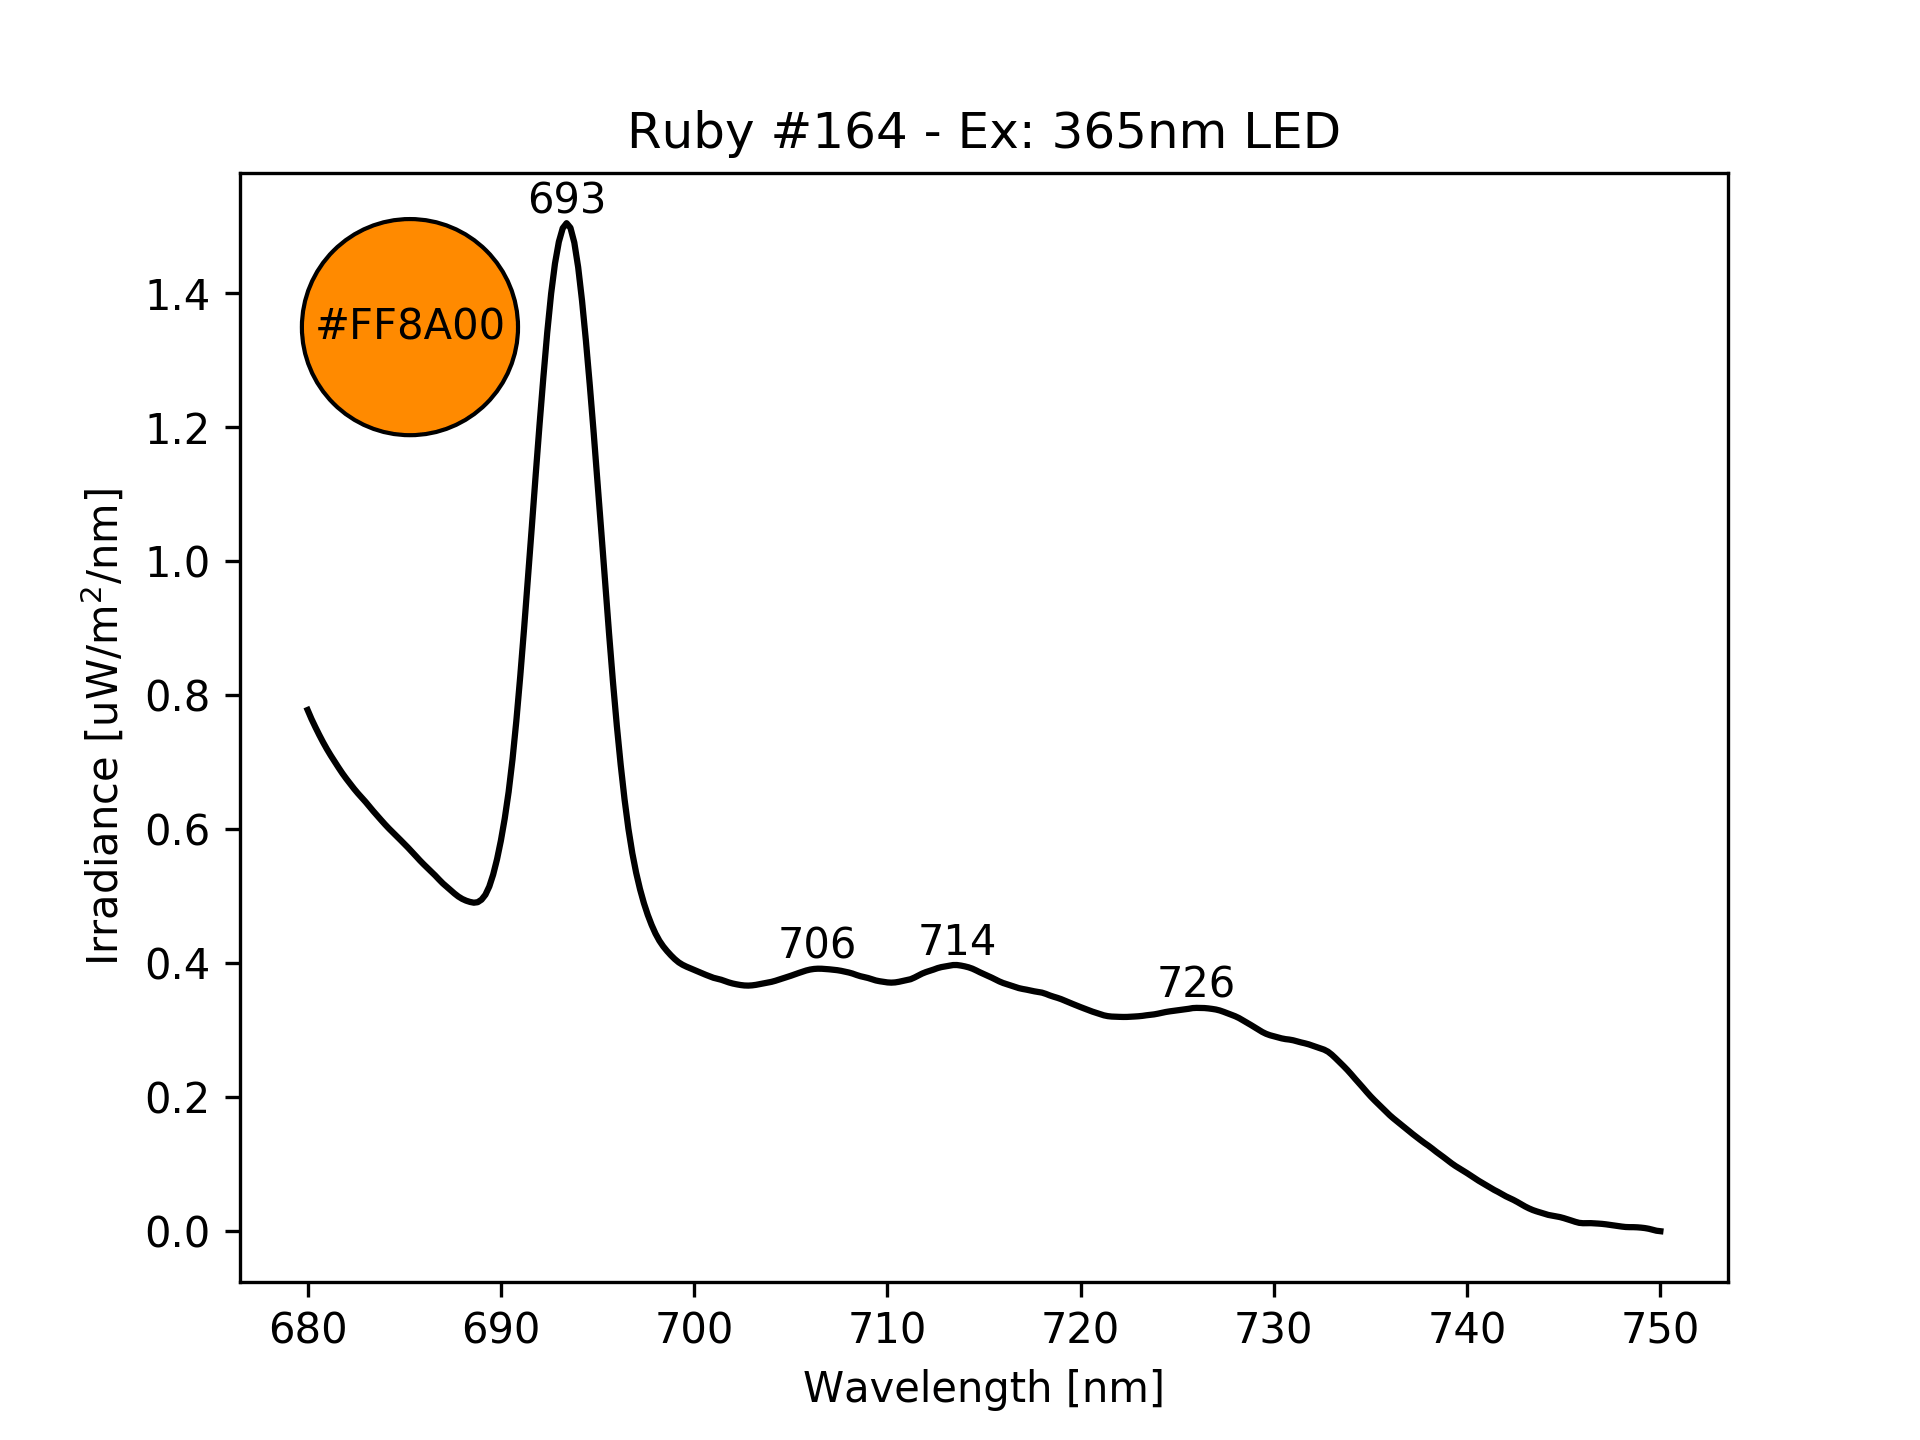 Ruby #164 - Ex: 365nm LED
693
#FF8A00
706
714
726
1.4
1.2
1.0
0.8
0.6
0.4
0.2
0.0
Irradiance [uW/m²/nm]
680 690 700 710 720 730 740 750
Wavelength [nm]